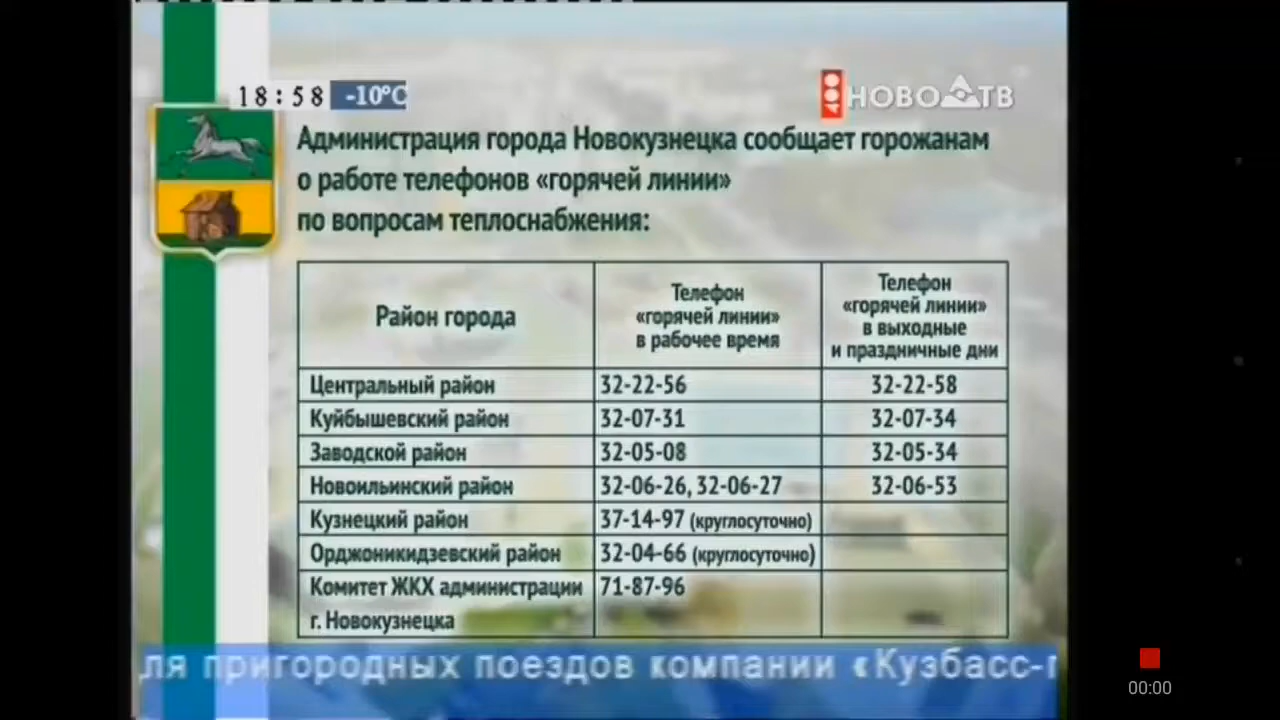 18:58 -10°C
НОВО ТВ
Администрация города Новокузнецка сообщает горожанам
о работе телефонов «горячей линии»
по вопросам теплоснабжения:
Район города
Телефон
«горячей линии»
в рабочее время
Телефон
«горячей линии»
в выходные
и праздничные дни
Центральный район 32-22-56 32-22-58
Куйбышевский район 32-07-31 32-07-34
Заводской район 32-05-08 32-05-34
Новоильинский район 32-06-26, 32-06-27 32-06-53
Кузнецкий район 37-14-97 (круглосуточно)
Орджоникидзевский район 32-04-66 (круглосуточно)
Комитет ЖКХ администрации 71-87-96
г. Новокузнецка
ля пригородных поездов компании «Кузбасс-п
00:00